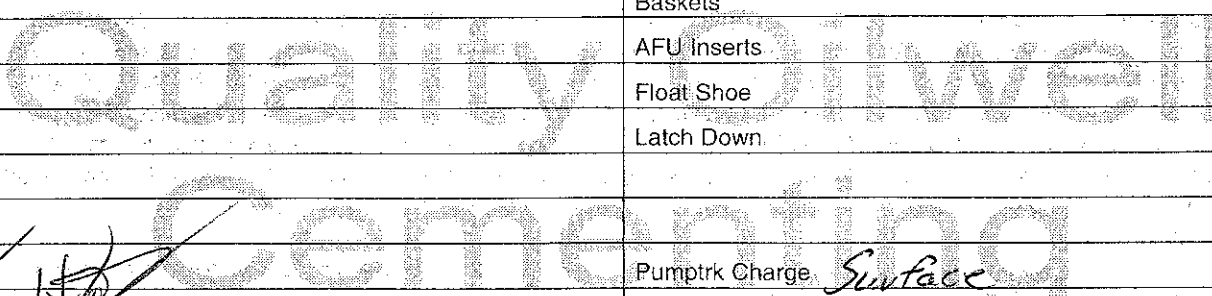 Baskets
Quality Oilwell
AFU Inserts
Float Shoe
Latch Down
Cementing
Pumptrk Charge Surface